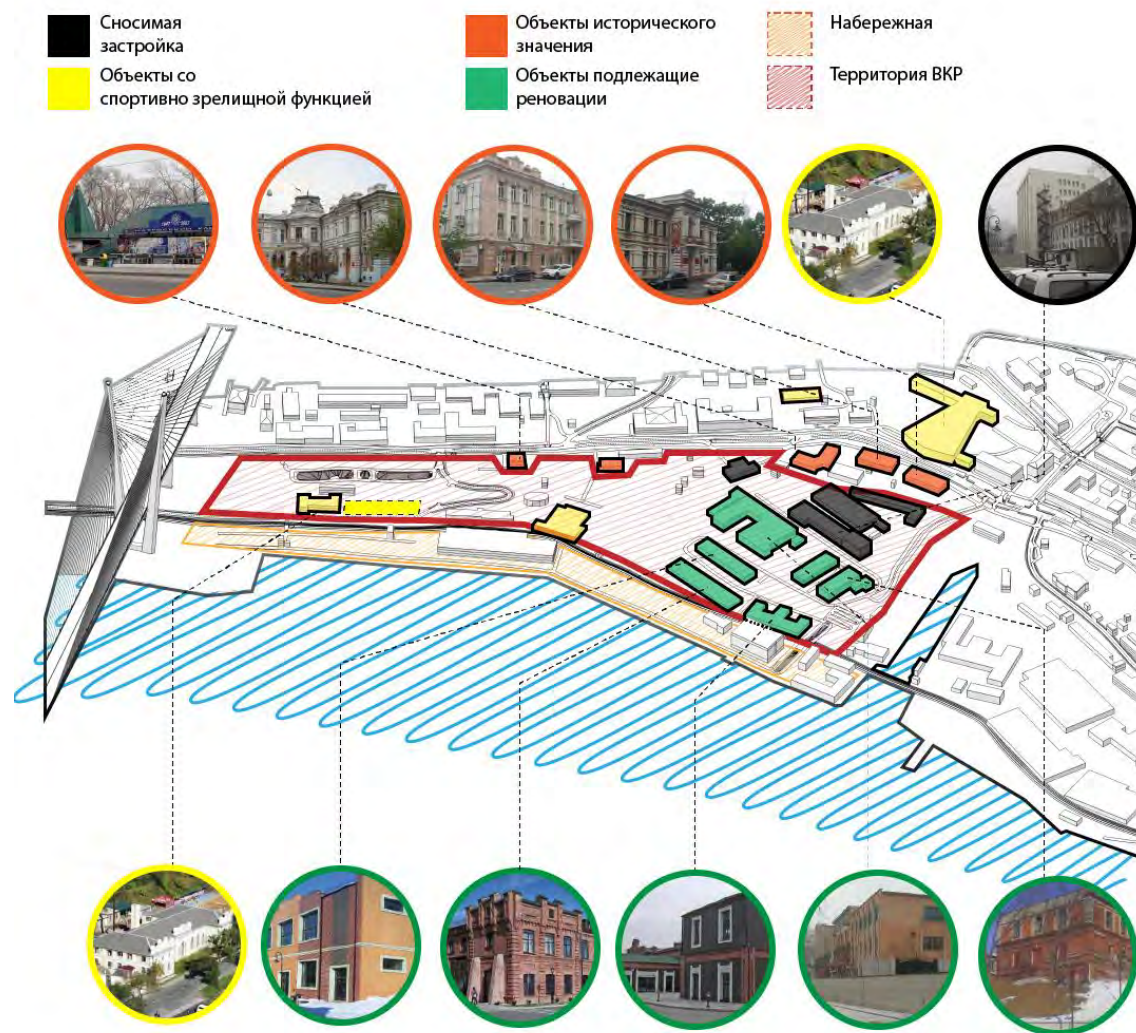 Сносимая
застройка
Объекты со
спортивно зрелищной функцией
Объекты исторического
значения
Объекты подлежащие
реновации
Набережная
Территория ВКР